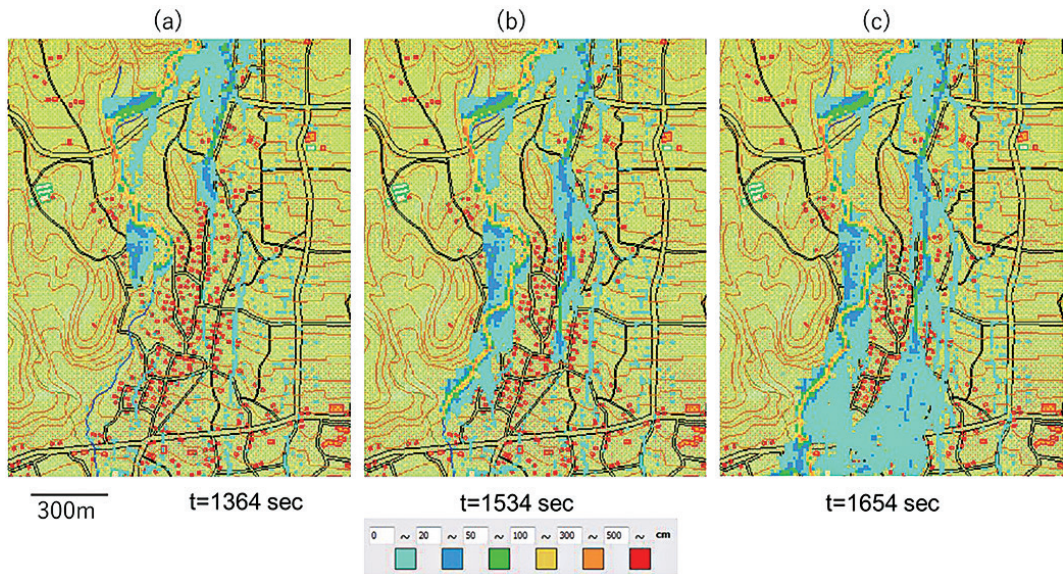 (a) (b) (c)
300m t=1364 sec t=1534 sec t=1654 sec
0 ~ 20 ~ 50 ~ 100 ~ 300 ~ 500 ~ cm